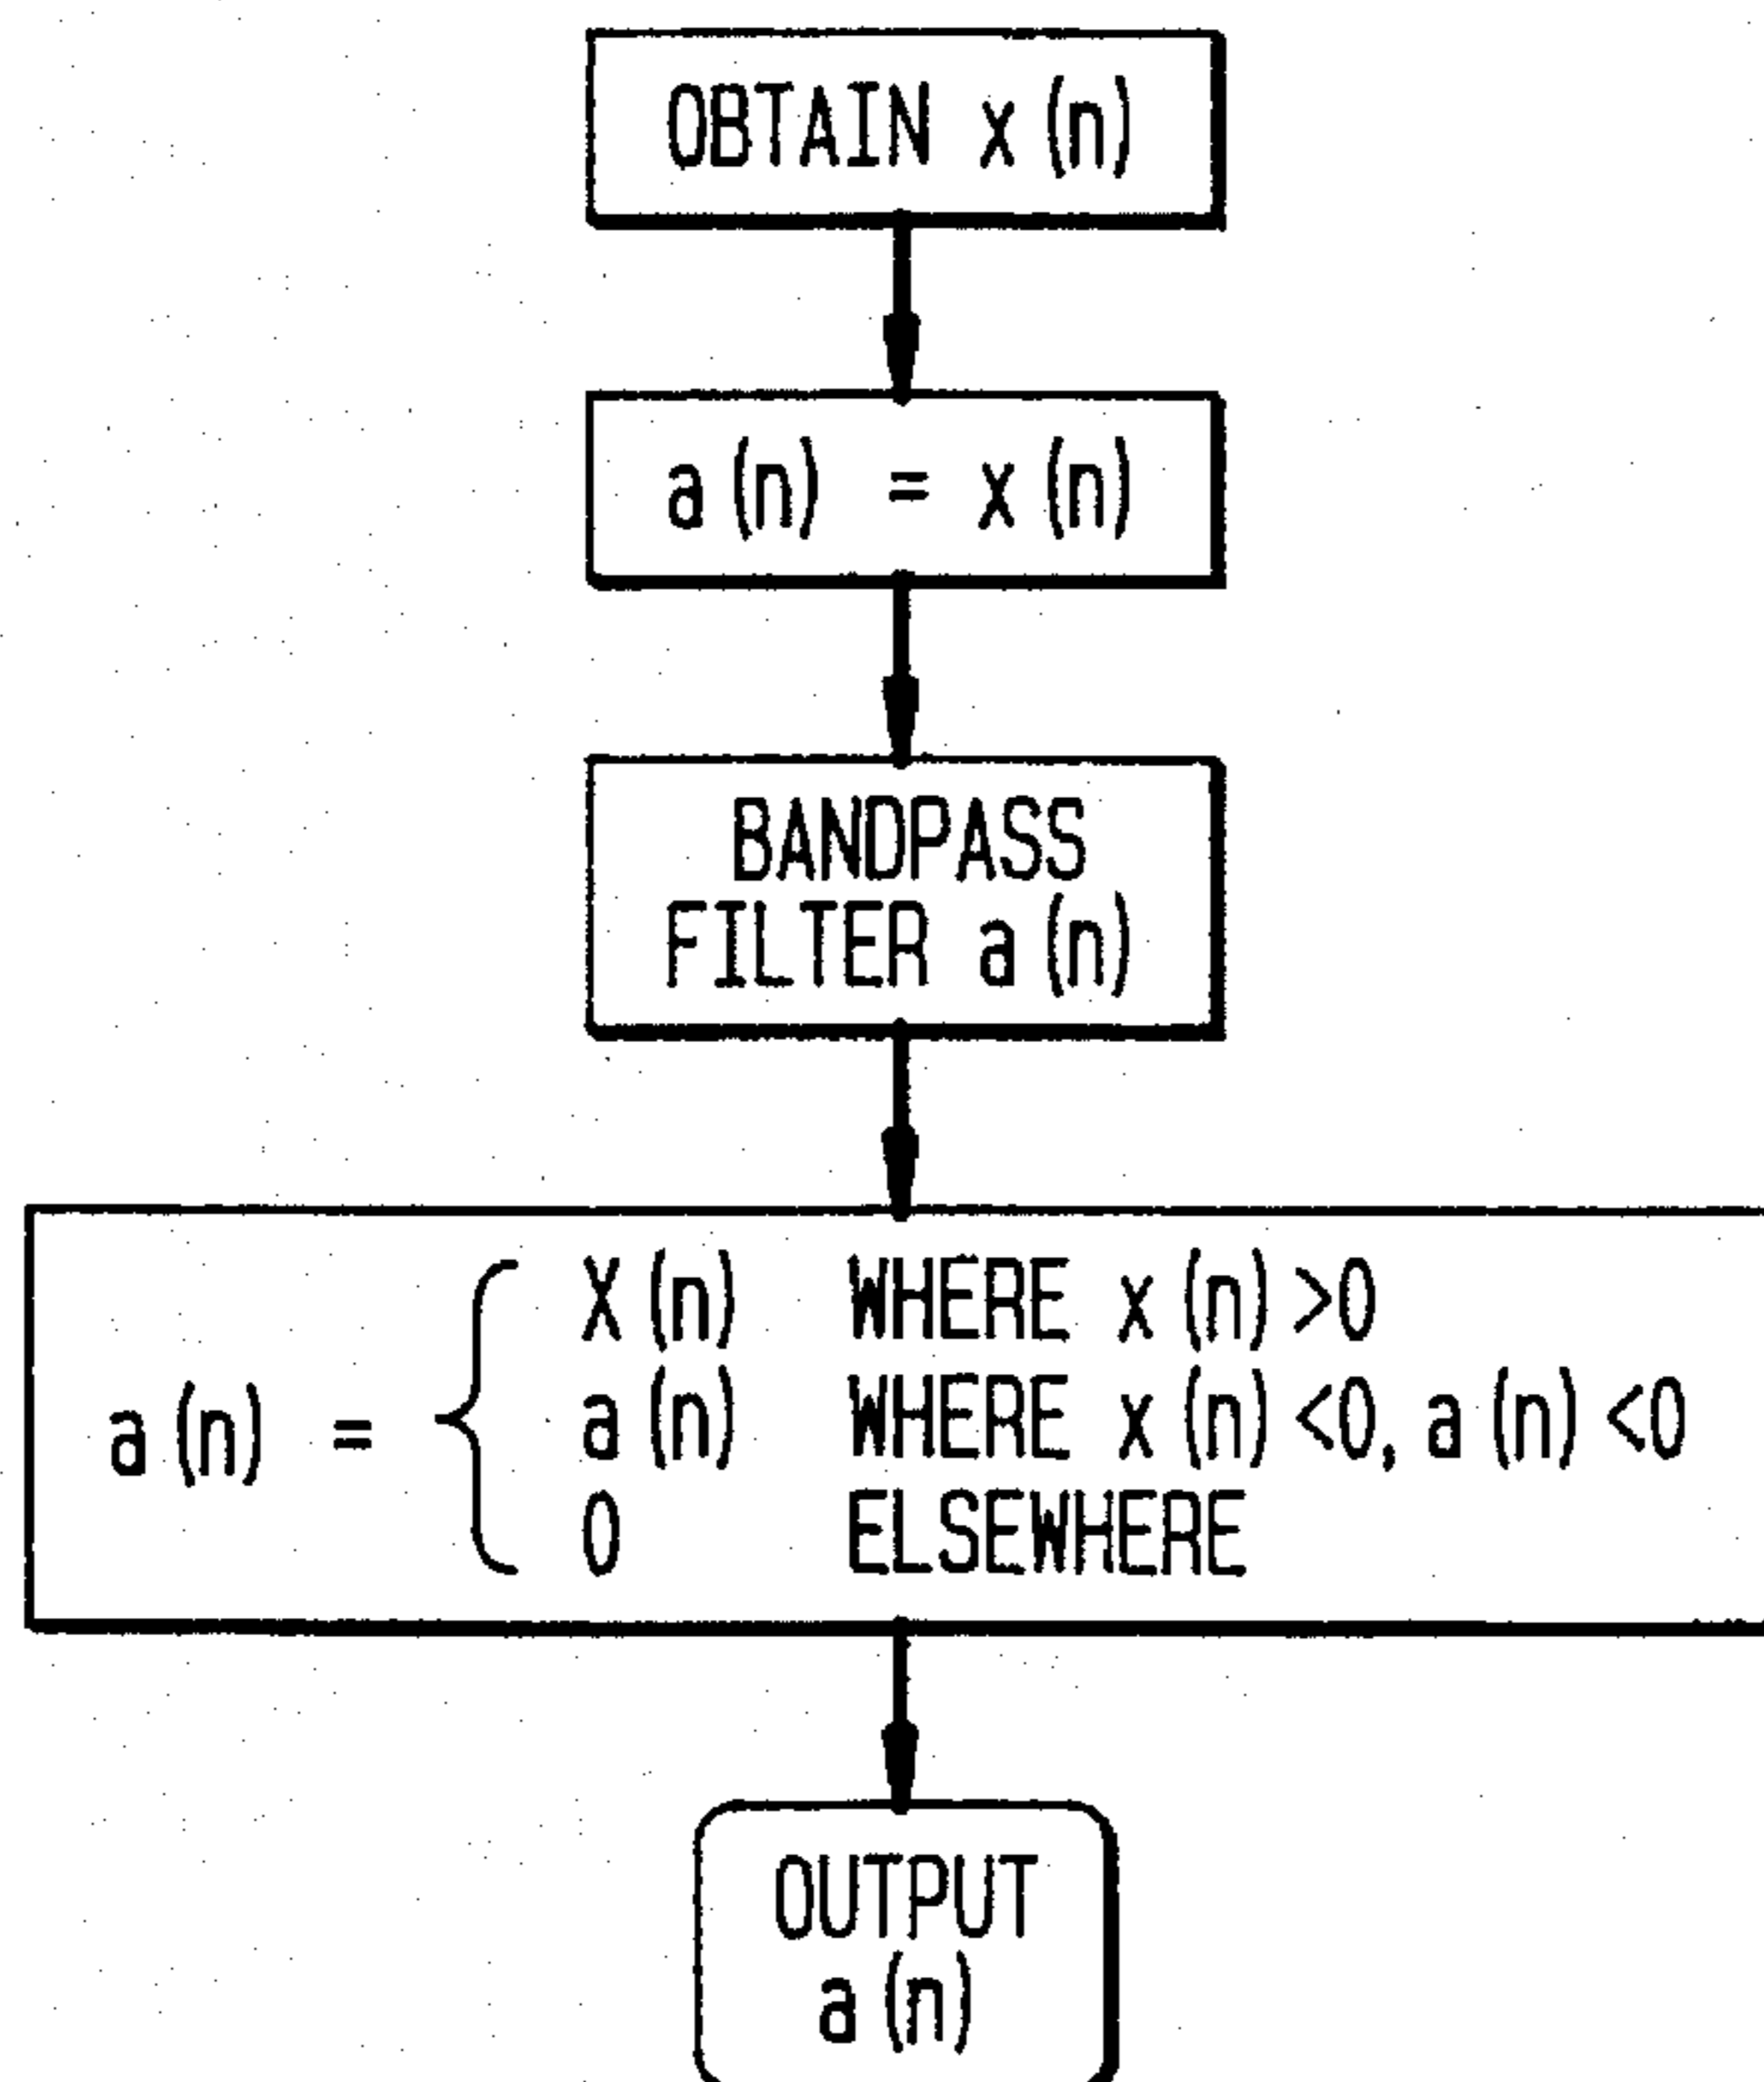 OBTAIN x(n)
a(n) = x(n)
BANDPASS
FILTER a(n)
X(n) WHERE x(n)>0
a(n) = { a(n) WHERE x(n)<0, a(n)<0
0 ELSEWHERE
OUTPUT
a(n)